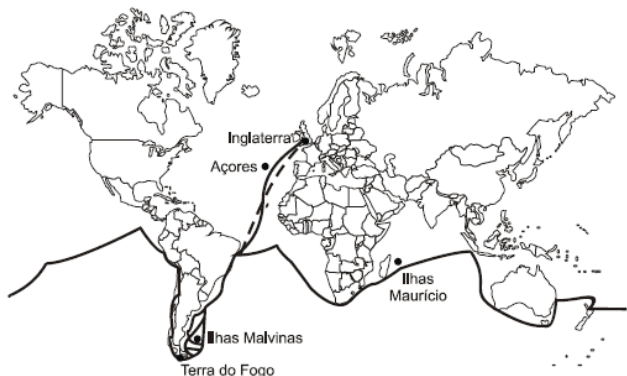 Inglaterra
Açores
Ilhas
Maurício
Ilhas Malvinas
Terra do Fogo